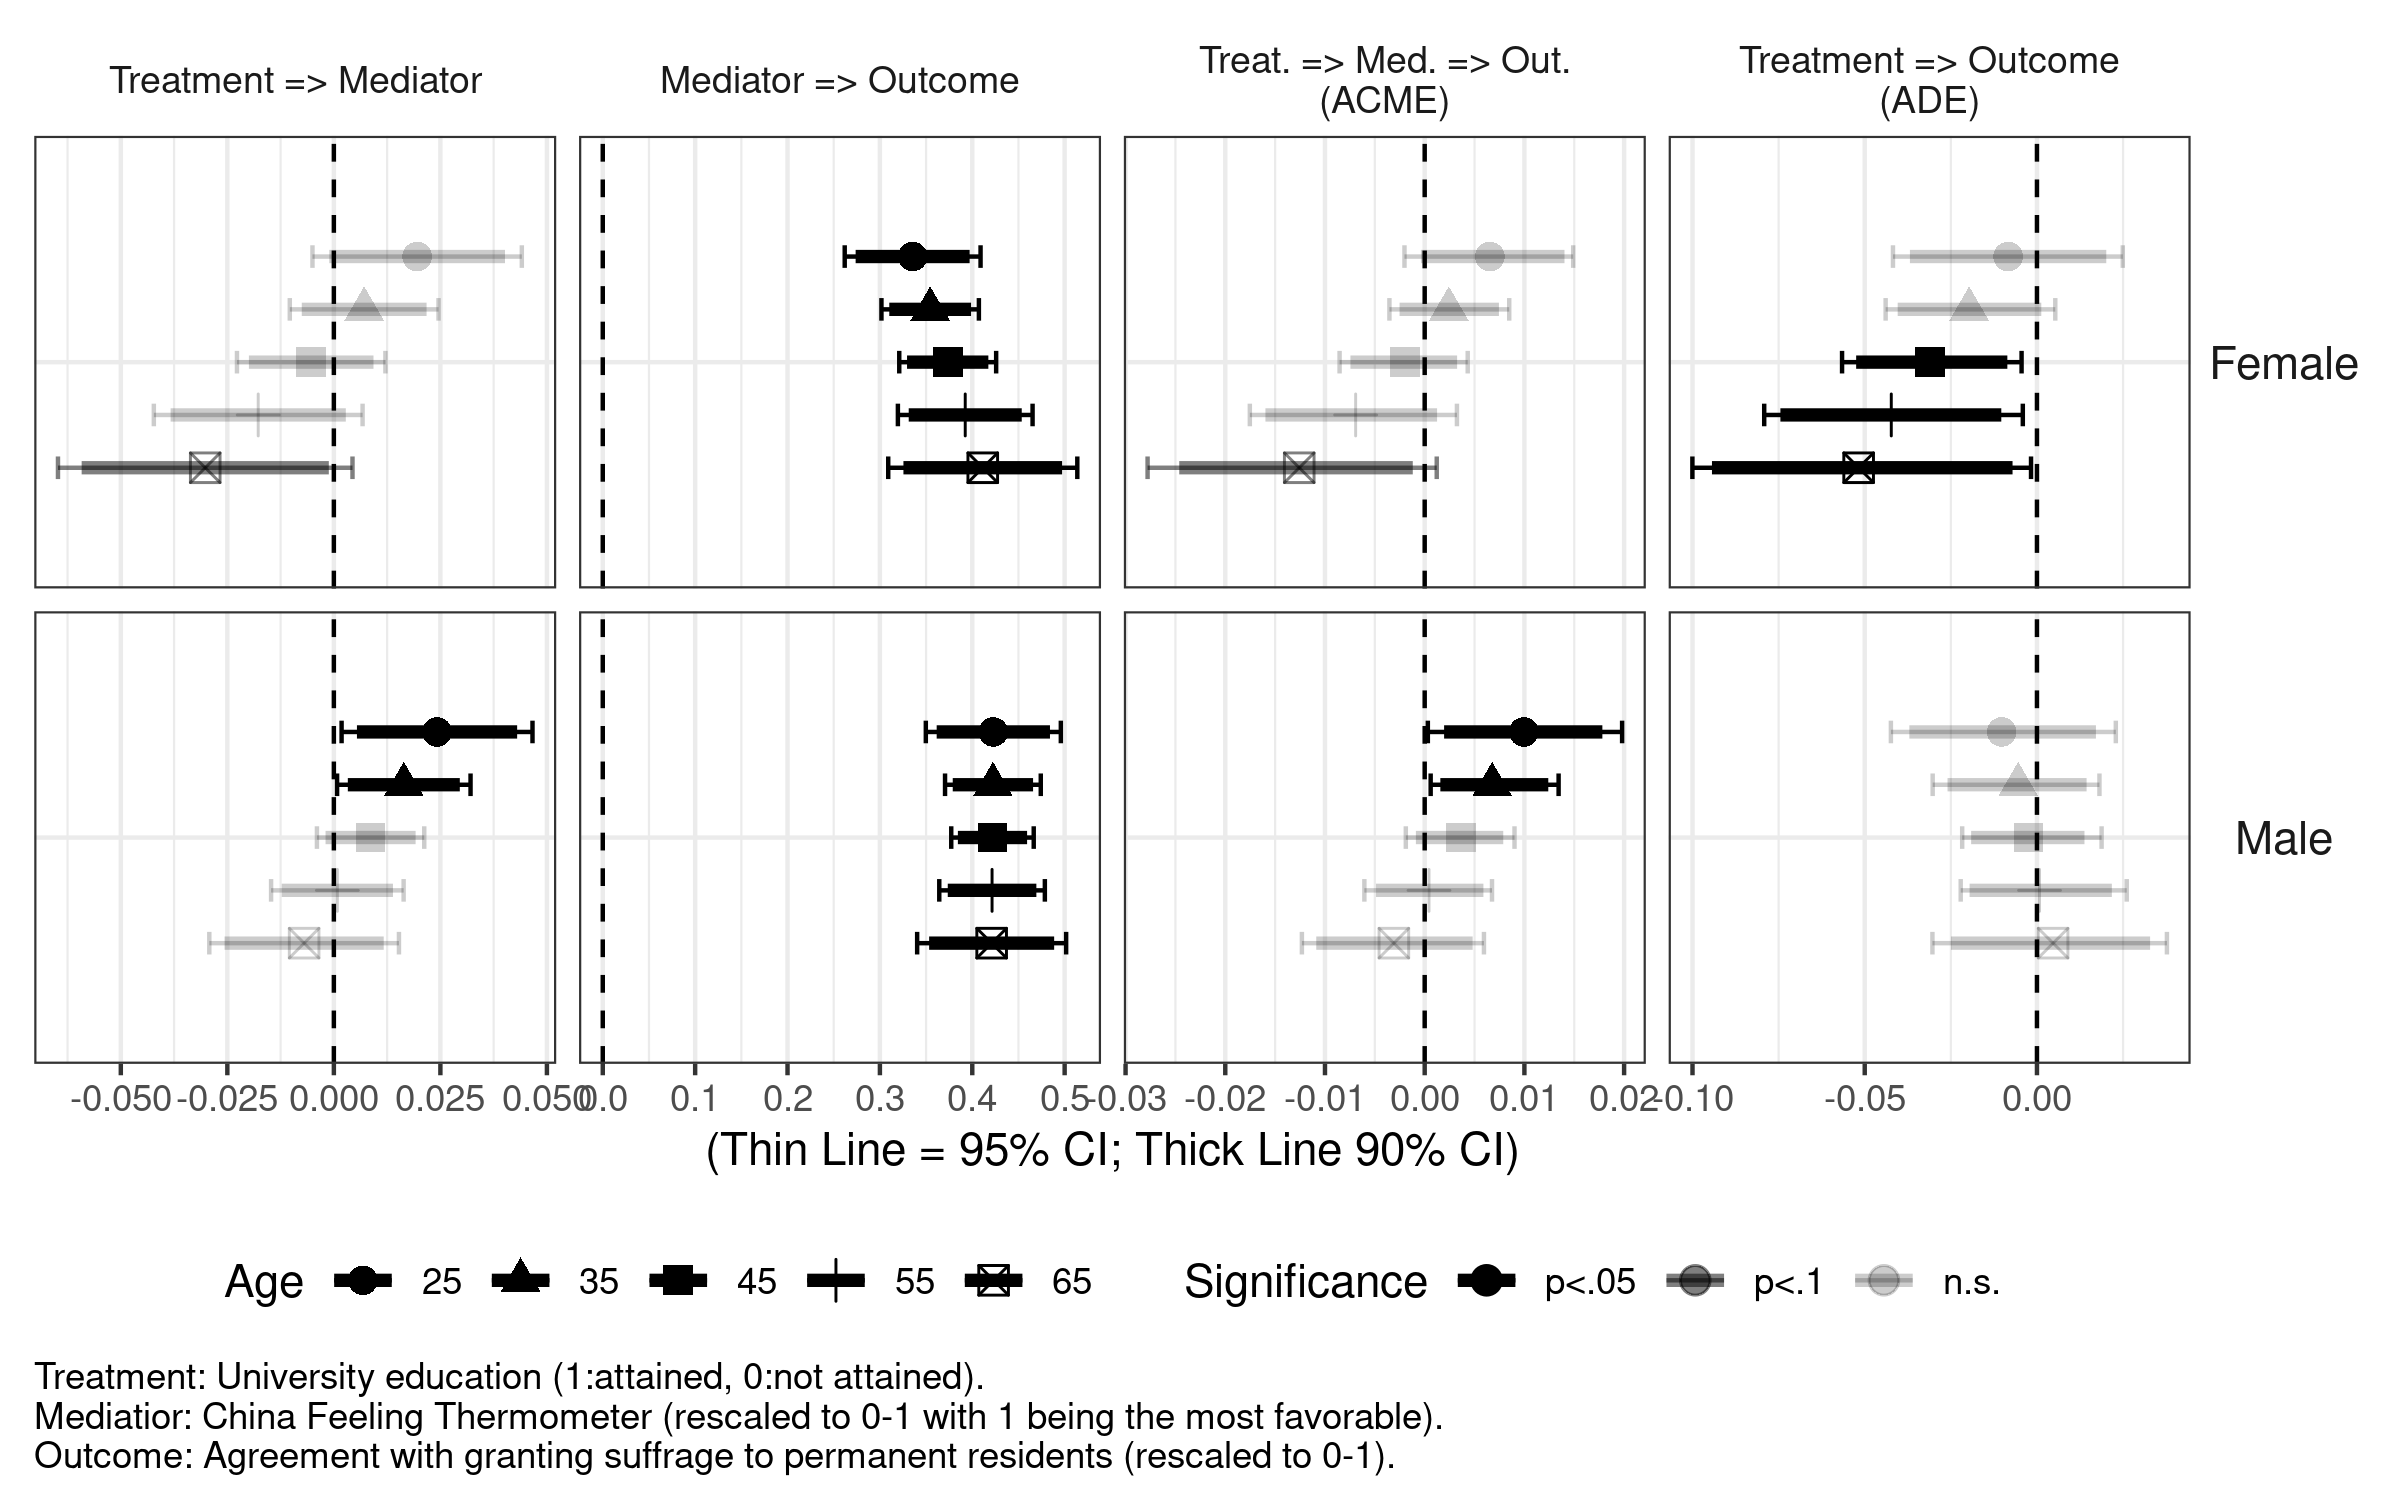 Treatment => Mediator
Mediator => Outcome
Treat. => Med. => Out.
(ACME)
Treatment => Outcome
(ADE)
Female
Male
-0.050 -0.025 0.000 0.025 0.050
0.0 0.1 0.2 0.3 0.4 0.5
-0.03 -0.02 -0.01 0.00 0.01 0.02
-0.10 -0.05 0.00
(Thin Line = 95% CI; Thick Line 90% CI)
Age 25 35 45 55 65
Significance p<.05 p<.1 n.s.
Treatment: University education (1:attained, 0:not attained).
Mediatior: China Feeling Thermometer (rescaled to 0-1 with 1 being the most favorable).
Outcome: Agreement with granting suffrage to permanent residents (rescaled to 0-1).